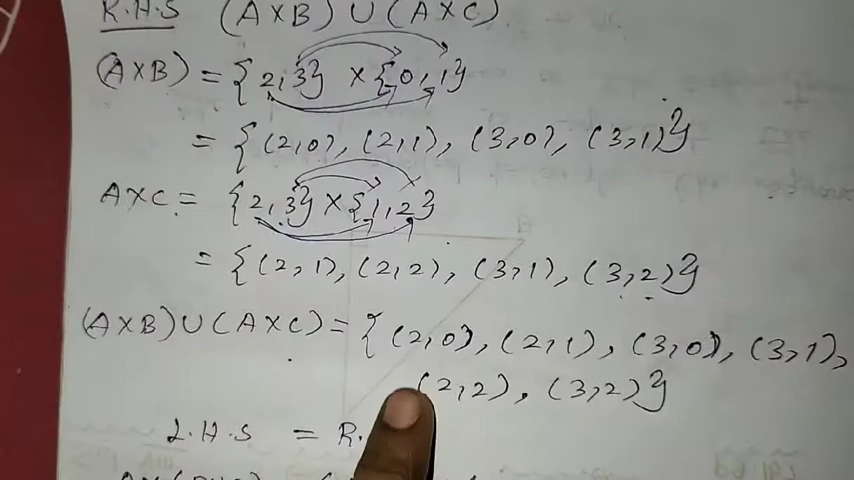 R.H.S (A×B) ∪ (A×C)
(A×B) = {2,3} × {0,1}
= {(2,0), (2,1), (3,0), (3,1)}
A×C = {2,3} × {1,2}
= {(2,1), (2,2), (3,1), (3,2)}
(A×B)∪(A×C) = {(2,0), (2,1), (3,0), (3,1),
(2,2), (3,2)}
L.H.S = R.